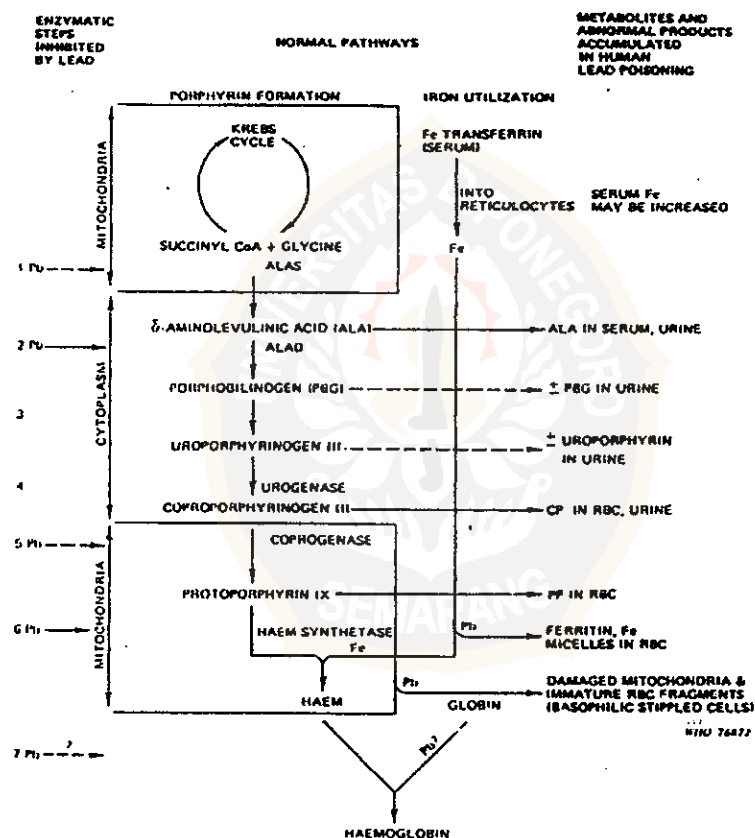 ENZYMATIC
STEPS
INHIBITED
BY LEAD
NORMAL PATHWAYS
METABOLITES AND
ABNORMAL PRODUCTS
ACCUMULATED
IN HUMAN
LEAD POISONING
PORPHYRIN FORMATION
IRON UTILIZATION
MITOCHONDRIA
KREBS
CYCLE
Fe TRANSFERRIN
(SERUM)
INTO
RETICULOCYTES
SERUM Fe
MAY BE INCREASED
SUCCINYL CoA + GLYCINE
Fe
1 Pb
ALAS
CYTOPLASM
δ-AMINOLEVULINIC ACID (ALA)
ALA IN SERUM, URINE
2 Pb
ALAD
PORPHOBILINOGEN (PBG)
± PBG IN URINE
3
UROPORPHYRINOGEN III
± UROPORPHYRIN
IN URINE
4
UROGENASE
COPROPORPHYRINOGEN III
CP IN RBC, URINE
MITOCHONDRIA
5 Pb
COPROGENASE
PROTOPORPHYRIN IX
PP IN RBC
6 Pb
HAEM SYNTHETASE
Fe
Pb
FERRITIN, Fe
MICELLES IN RBC
HAEM
Pb
GLOBIN
DAMAGED MITOCHONDRIA &
IMMATURE RBC FRAGMENTS
(BASOPHILIC STIPPLED CELLS)
WHO 76472
7 Pb ?
Pb?
HAEMOGLOBIN
UNIVERSITAS DIPONEGORO
SEMARANG